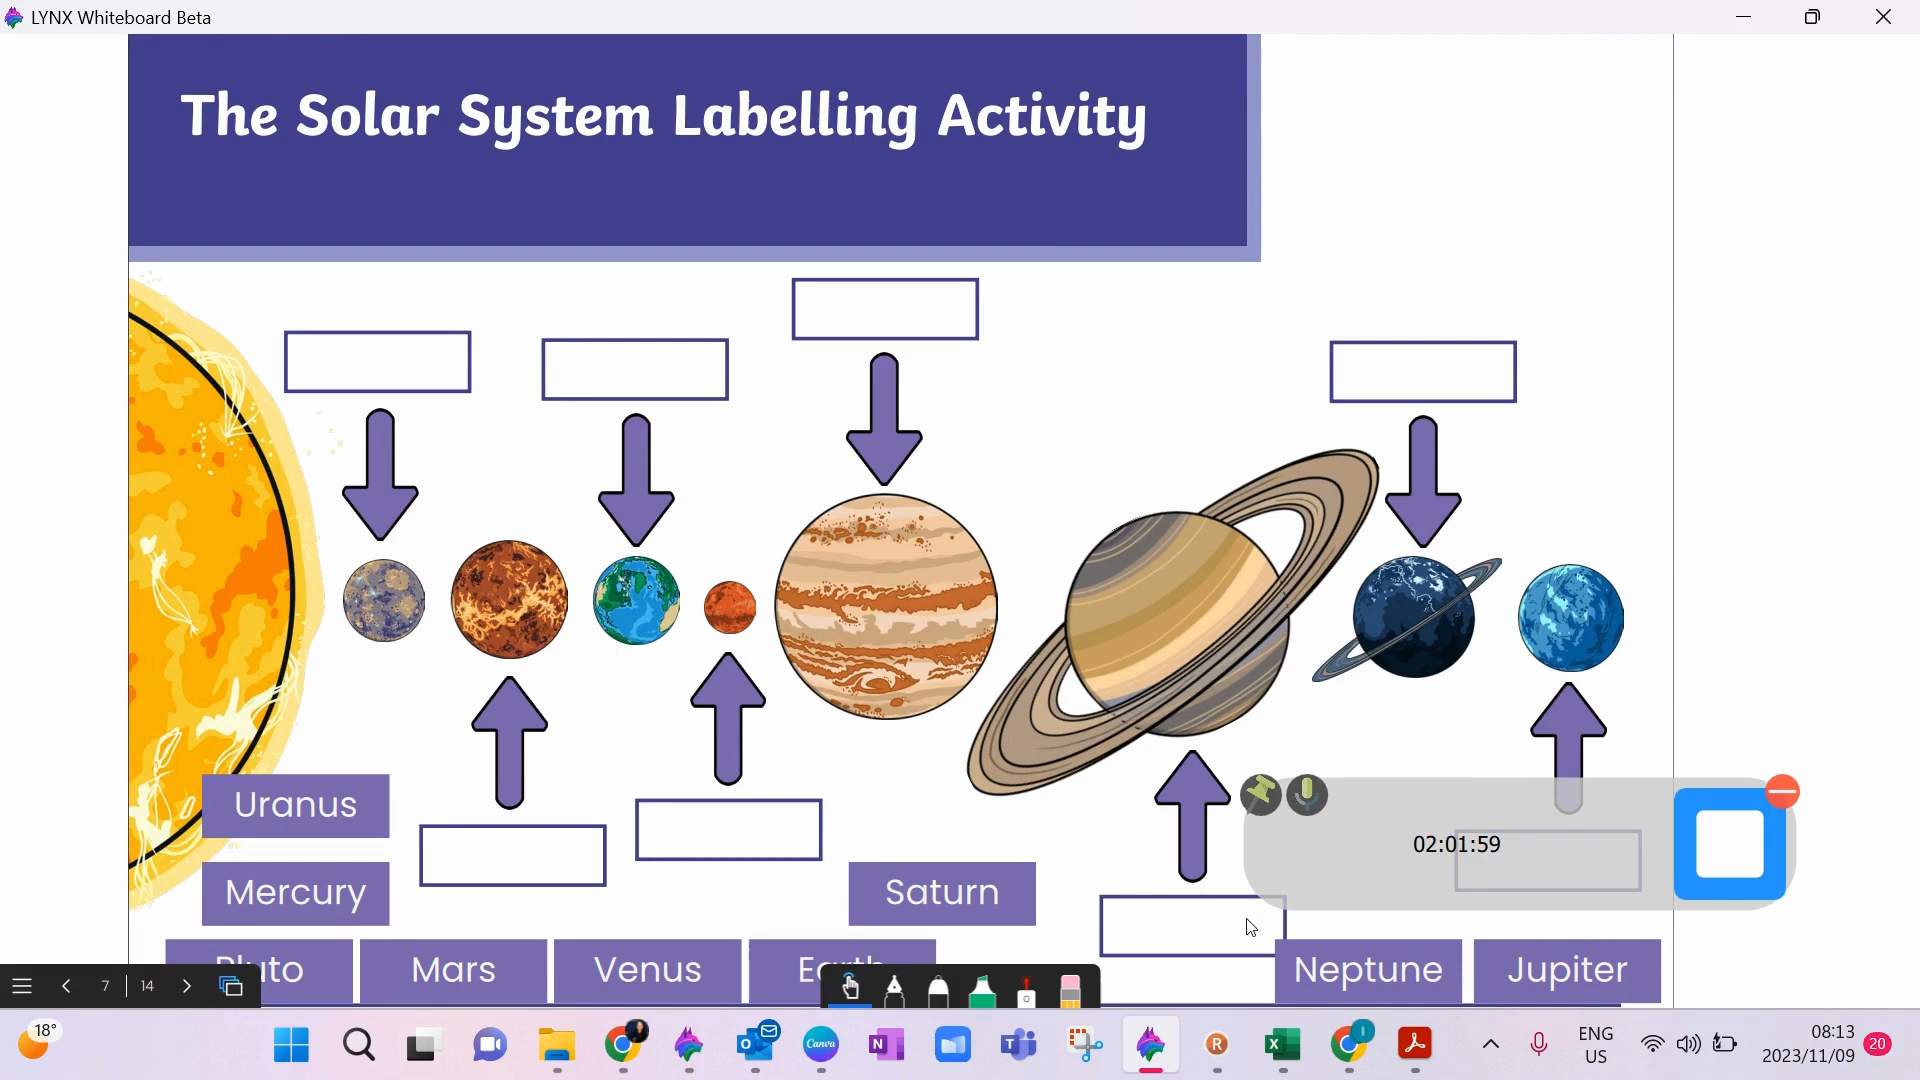 LYNX Whiteboard Beta
The Solar System Labelling Activity
Uranus
Mercury
Saturn
02:01:59
Mars
Venus
Neptune
Jupiter
7
14
18°
Canva
N
T
R
ENG
US
08:13
2023/11/09
20